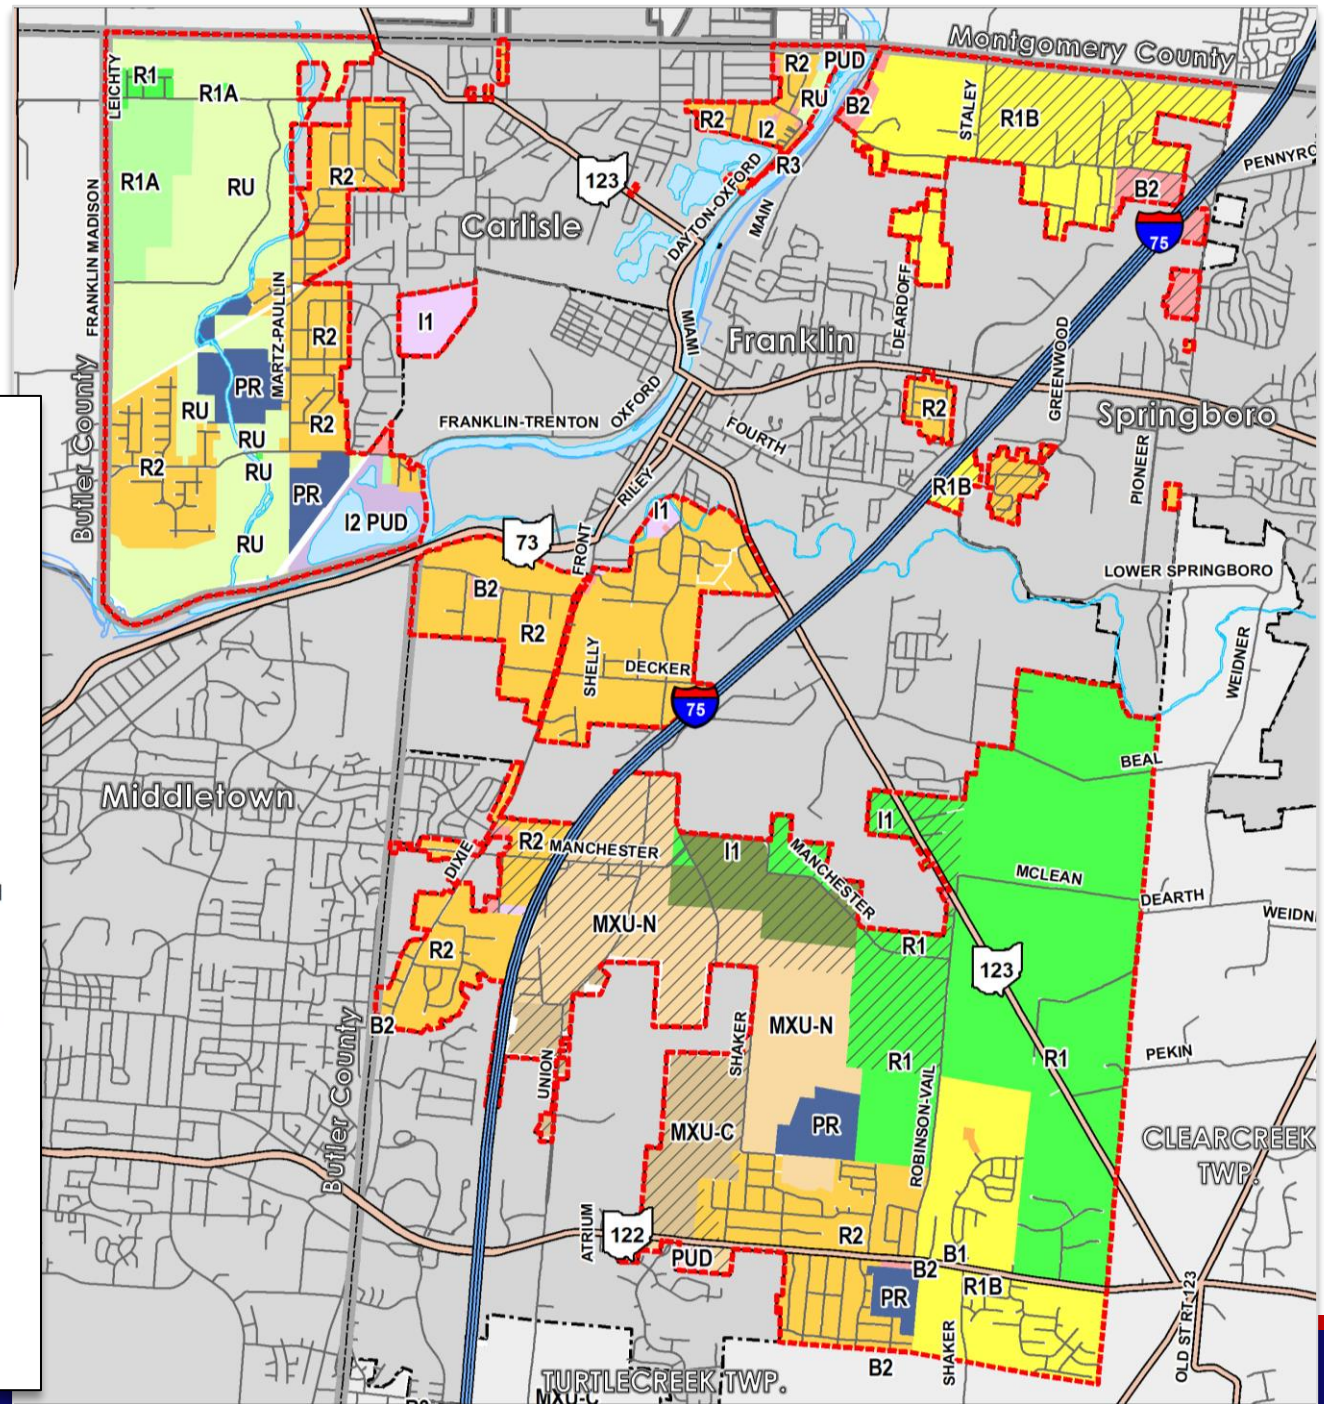 Montgomery County
LEICHTY
R1
R1A
R2
PUD
RU
B2
STALEY
R1B
R2
I2
R3
PENNYRO
123
R1A
RU
R2
DAYTON-OXFORD
MAIN
B2
75
Carlisle
FRANKLIN MADISON
MARTZ-PAULLIN
DEARDOFF
I1
R2
MIAMI
Franklin
GREENWOOD
Butler County
PR
RU
R2
OXFORD
FRANKLIN-TRENTON
FOURTH
R2
Springboro
RU
R2
RU
PR
RILEY
R1B
PIONEER
I2 PUD
I1
RU
73
FRONT
LOWER SPRINGBORO
B2
R2
SHELLY
DECKER
WEIDNER
75
BEAL
Middletown
I1
R2
MANCHESTER
I1
MANCHESTER
DIXIE
MCLEAN
DEARTH
WEIDN
MXU-N
R2
R1
123
B2
MXU-N
SHAKER
R1
R1
PEKIN
UNION
Butler County
MXU-C
PR
ROBINSON-VAIL
CLEARCREEK
TWP.
ATRIUM
122
R2
PUD
B1
B2
PR
R1B
SHAKER
OLD ST RT 123
B2
TURTLECREEK TWP.
MXU-C